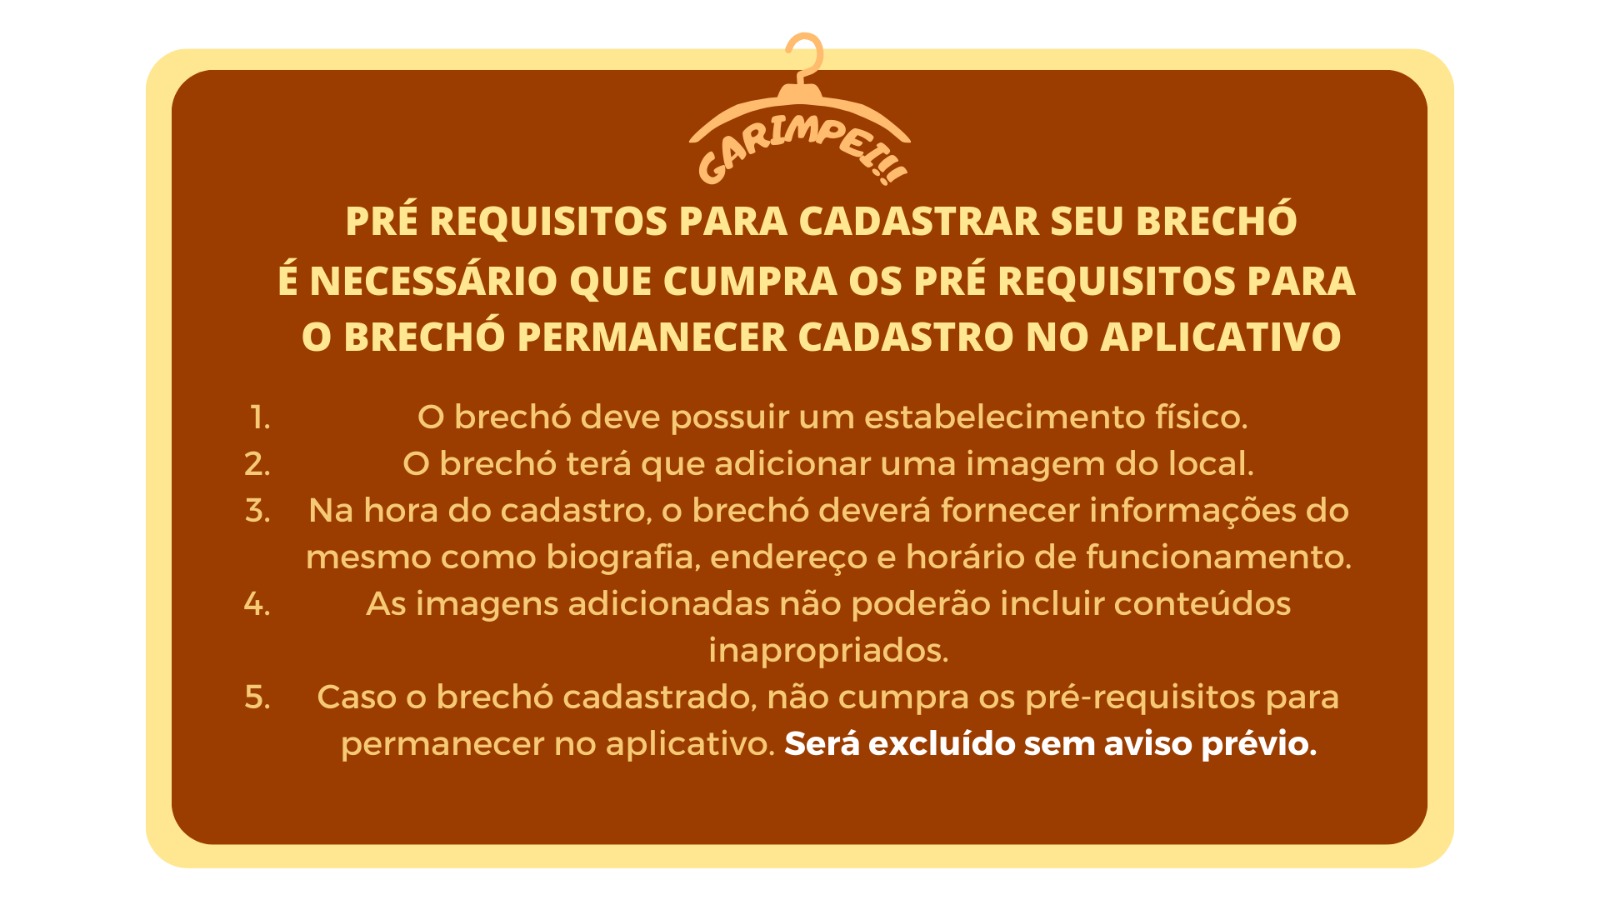 GARIMPEI!!
PRÉ REQUISITOS PARA CADASTRAR SEU BRECHÓ
É NECESSÁRIO QUE CUMPRA OS PRÉ REQUISITOS PARA
O BRECHÓ PERMANECER CADASTRO NO APLICATIVO
1. O brechó deve possuir um estabelecimento físico.
2. O brechó terá que adicionar uma imagem do local.
3. Na hora do cadastro, o brechó deverá fornecer informações do
mesmo como biografia, endereço e horário de funcionamento.
4. As imagens adicionadas não poderão incluir conteúdos
inapropriados.
5. Caso o brechó cadastrado, não cumpra os pré-requisitos para
permanecer no aplicativo. Será excluído sem aviso prévio.